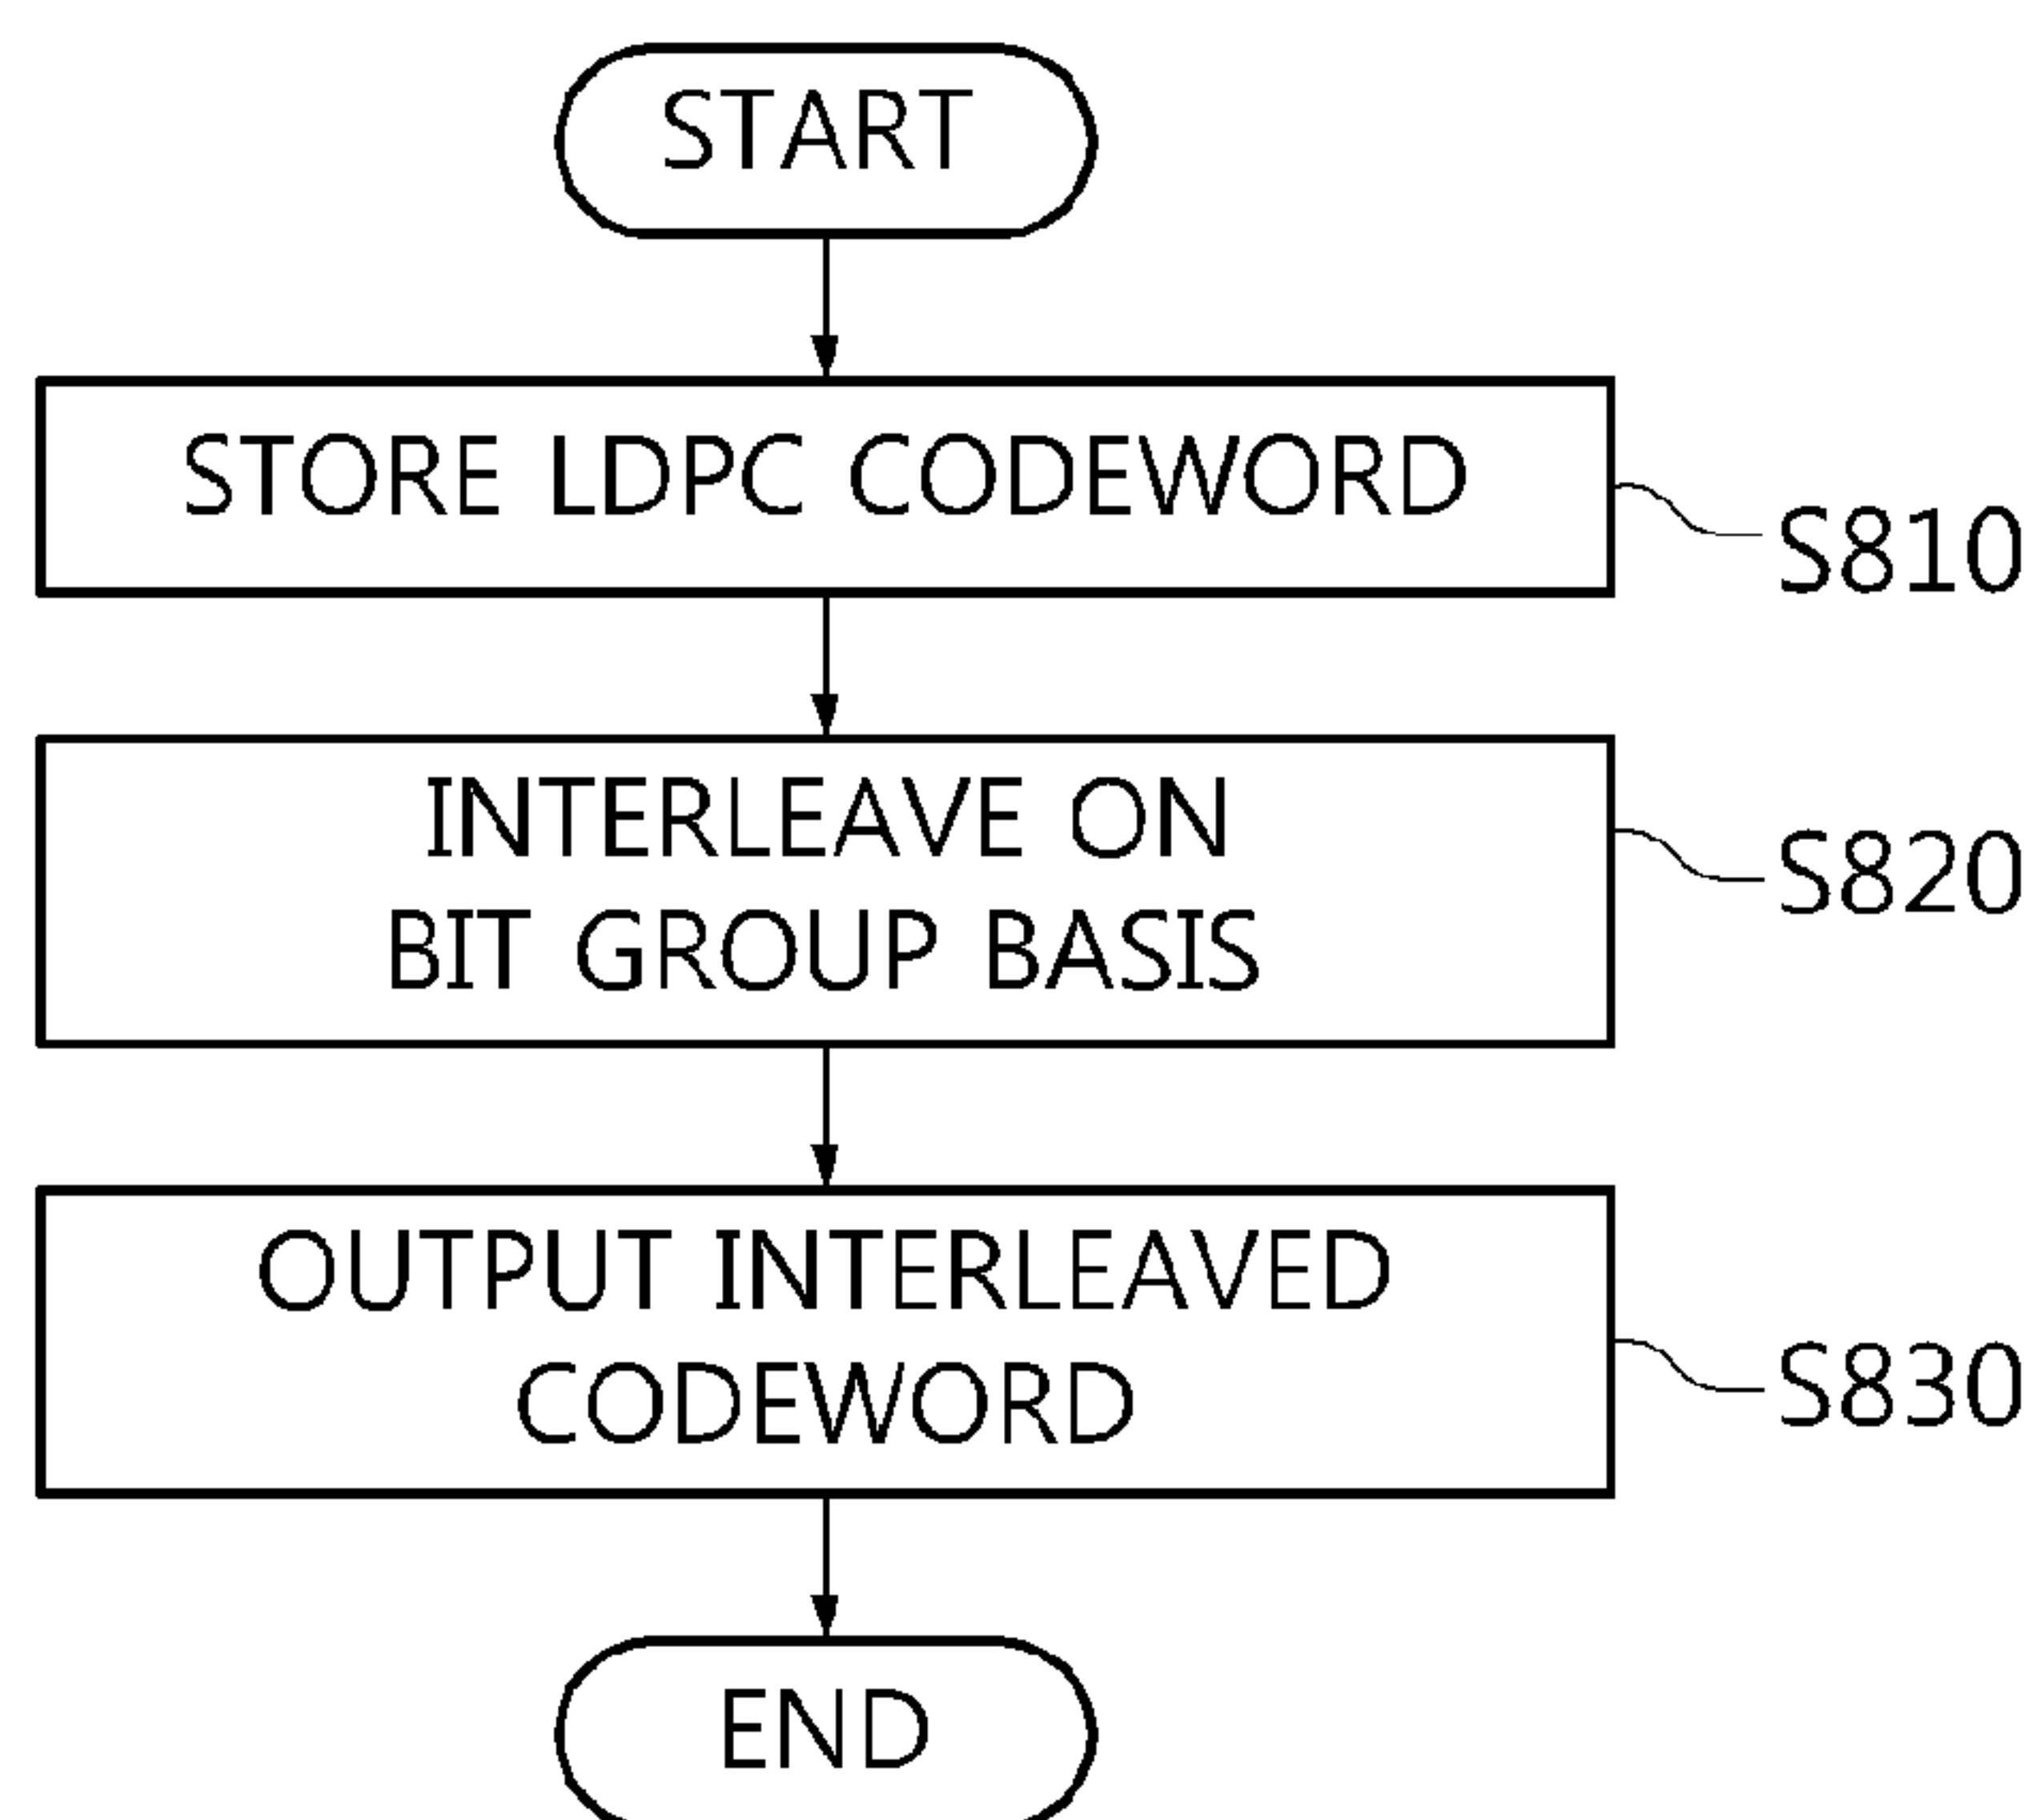 START
STORE LDPC CODEWORD
S810
INTERLEAVE ON
BIT GROUP BASIS
S820
OUTPUT INTERLEAVED
CODEWORD
S830
END